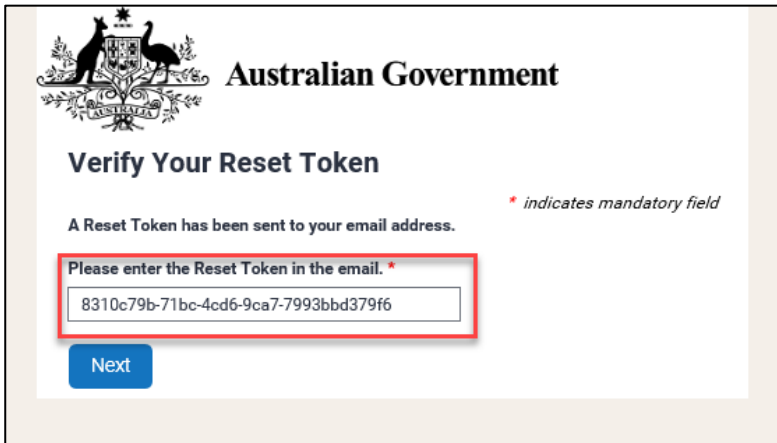 AUSTRALIA
Australian Government
Verify Your Reset Token
* indicates mandatory field
A Reset Token has been sent to your email address.
Please enter the Reset Token in the email. *
8310c79b-71bc-4cd6-9ca7-7993bbd379f6
Next